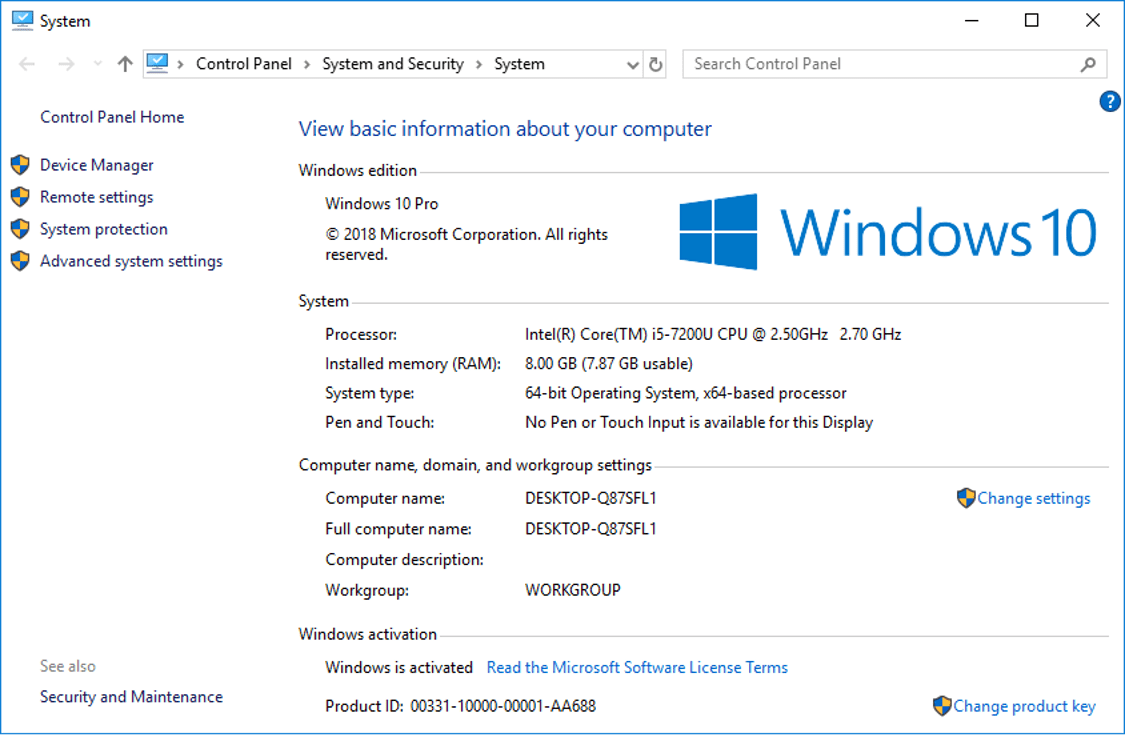 System
Control Panel > System and Security > System
Search Control Panel
?
Control Panel Home
Device Manager
Remote settings
System protection
Advanced system settings
View basic information about your computer
Windows edition
Windows 10 Pro
© 2018 Microsoft Corporation. All rights
reserved.
Windows 10
System
Processor: Intel(R) Core(TM) i5-7200U CPU @ 2.50GHz 2.70 GHz
Installed memory (RAM): 8.00 GB (7.87 GB usable)
System type: 64-bit Operating System, x64-based processor
Pen and Touch: No Pen or Touch Input is available for this Display
Computer name, domain, and workgroup settings
Computer name: DESKTOP-Q87SFL1
Change settings
Full computer name: DESKTOP-Q87SFL1
Computer description:
Workgroup: WORKGROUP
Windows activation
Windows is activated Read the Microsoft Software License Terms
Product ID: 00331-10000-00001-AA688
Change product key
See also
Security and Maintenance